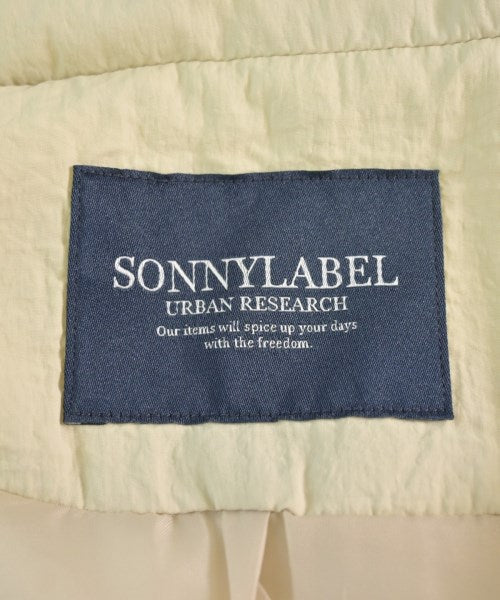 SONNYLABEL
URBAN RESEARCH
Our items will spice up your days
with the freedom.